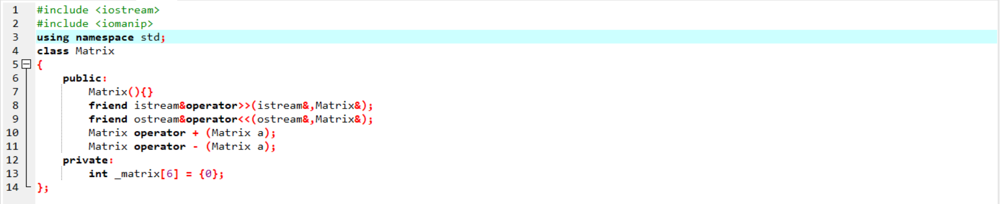 1 #include <iostream>
2 #include <iomanip>
3 using namespace std;
4 class Matrix
5 {
6 public:
7 Matrix(){}
8 friend istream&operator>>(istream&,Matrix&);
9 friend ostream&operator<<(ostream&,Matrix&);
10 Matrix operator + (Matrix a);
11 Matrix operator - (Matrix a);
12 private:
13 int _matrix[6] = {0};
14 };